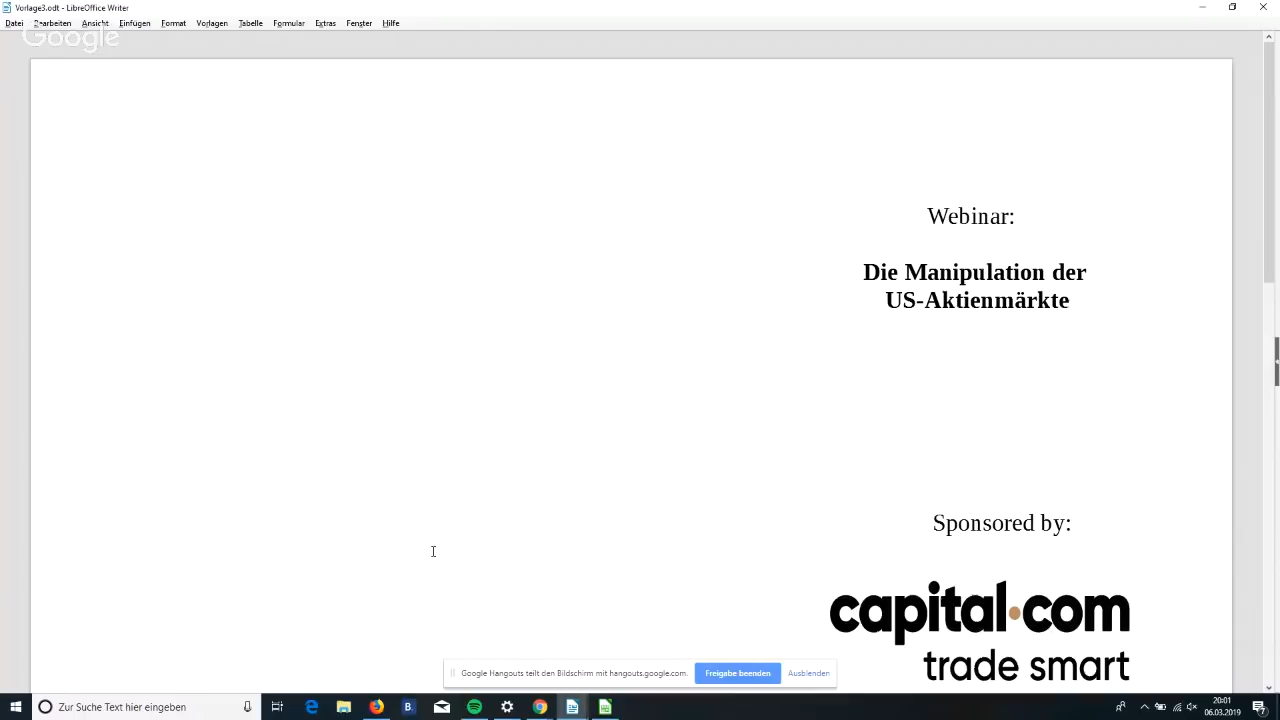 Vorlage3.odt - LibreOffice Writer
Datei Bearbeiten Ansicht Einfügen Format Vorlagen Tabelle Formular Extras Fenster Hilfe
Google
Webinar:
Die Manipulation der
US-Aktienmärkte
Sponsored by:
capital.com
trade smart
Google Hangouts teilt den Bildschirm mit hangouts.google.com. Freigabe beenden Ausblenden
Zur Suche Text hier eingeben
B.
20:01
06.03.2019
7